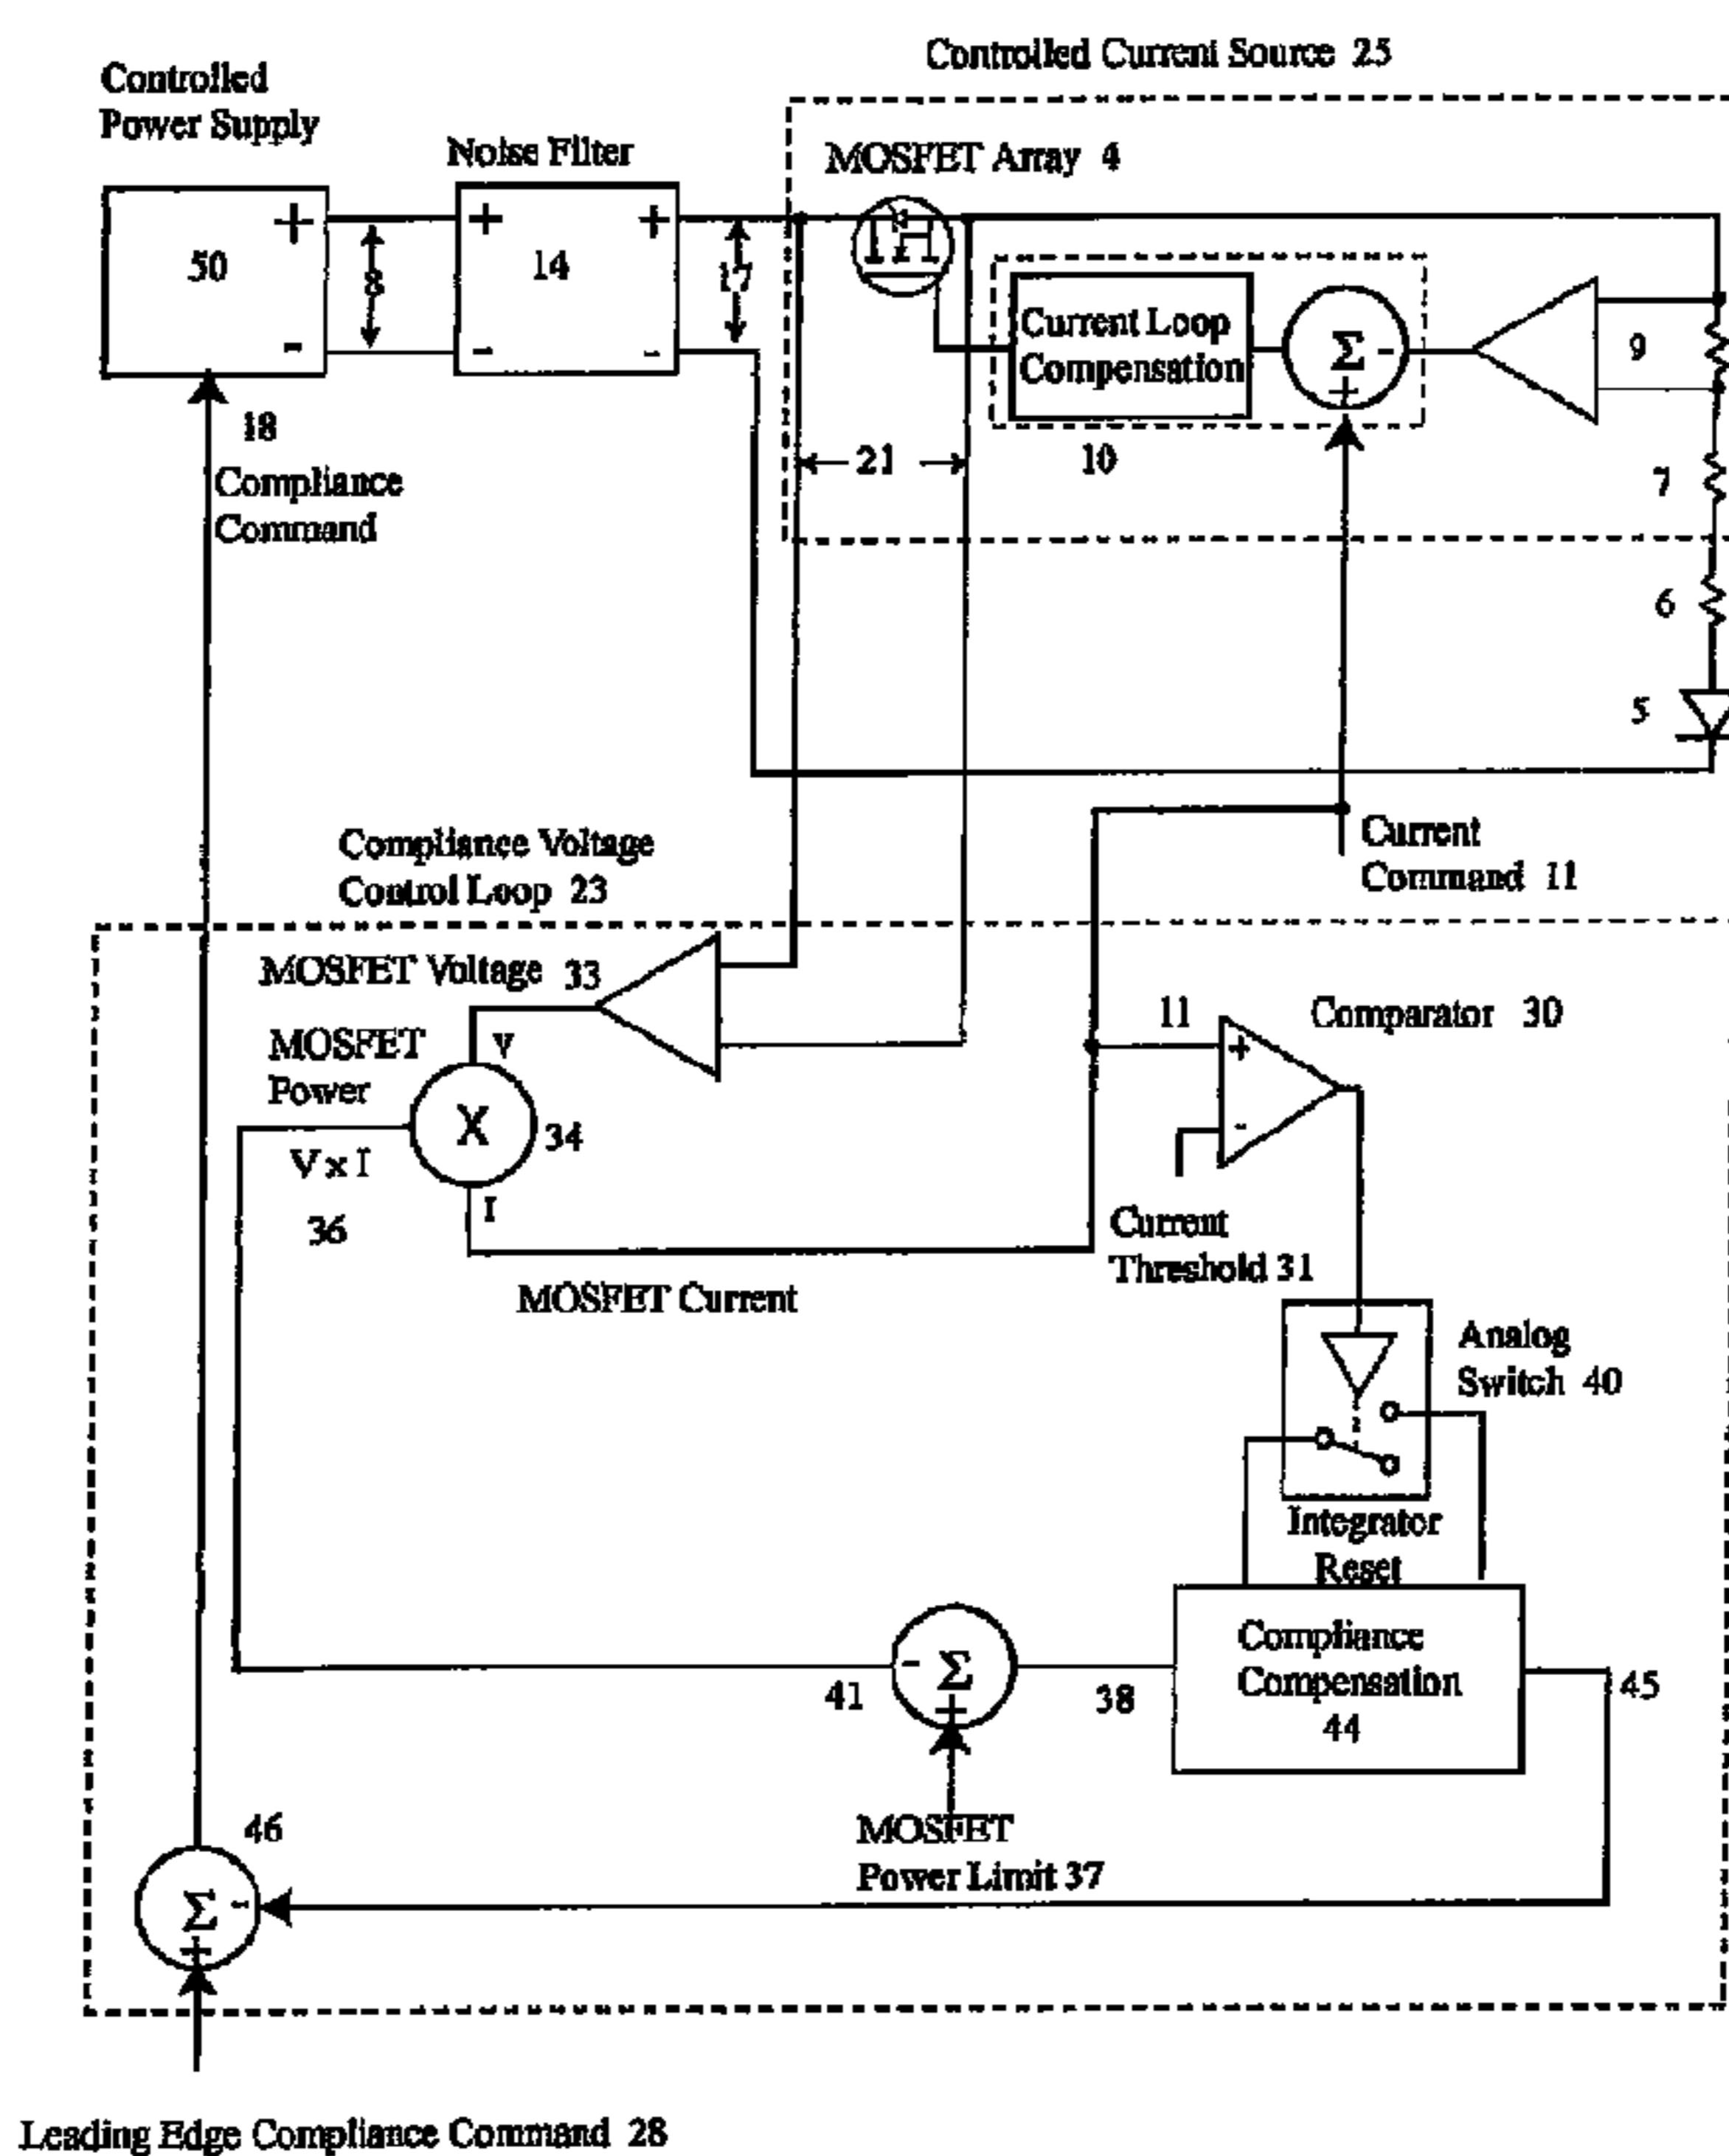 Controlled Current Source 25
Controlled
Power Supply
Noise Filter
MOSFET Array 4
+
+
+
50
8
14
17
-
-
-
Current Loop
Compensation
Σ
-
+
9
10
21
7
18
Compliance
Command
6
5
Current
Command 11
Compliance Voltage
Control Loop 23
MOSFET Voltage 33
11
Comparator 30
MOSFET
Power
V
+
-
X
34
V x I
I
36
Current
Threshold 31
MOSFET Current
Analog
Switch 40
Integrator
Reset
Compliance
Compensation
44
- Σ
+
41
38
45
MOSFET
Power Limit 37
46
Σ -
+
Leading Edge Compliance Command 28